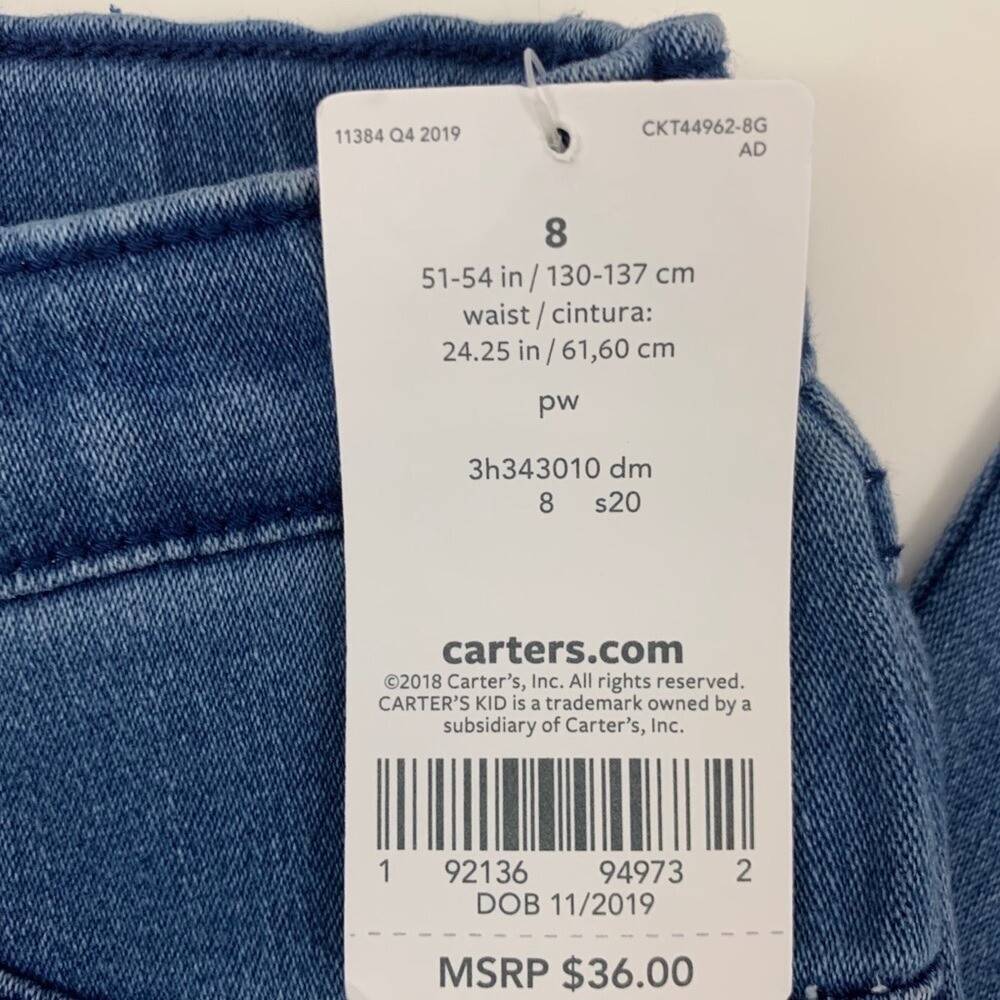 11384 Q4 2019
CKT44962-8G
AD
8
51-54 in / 130-137 cm
waist / cintura:
24.25 in / 61,60 cm
pw
3h343010 dm
8 s20
carters.com
©2018 Carter's, Inc. All rights reserved.
CARTER'S KID is a trademark owned by a
subsidiary of Carter's, Inc.
1 92136 94973 2
DOB 11/2019
MSRP $36.00